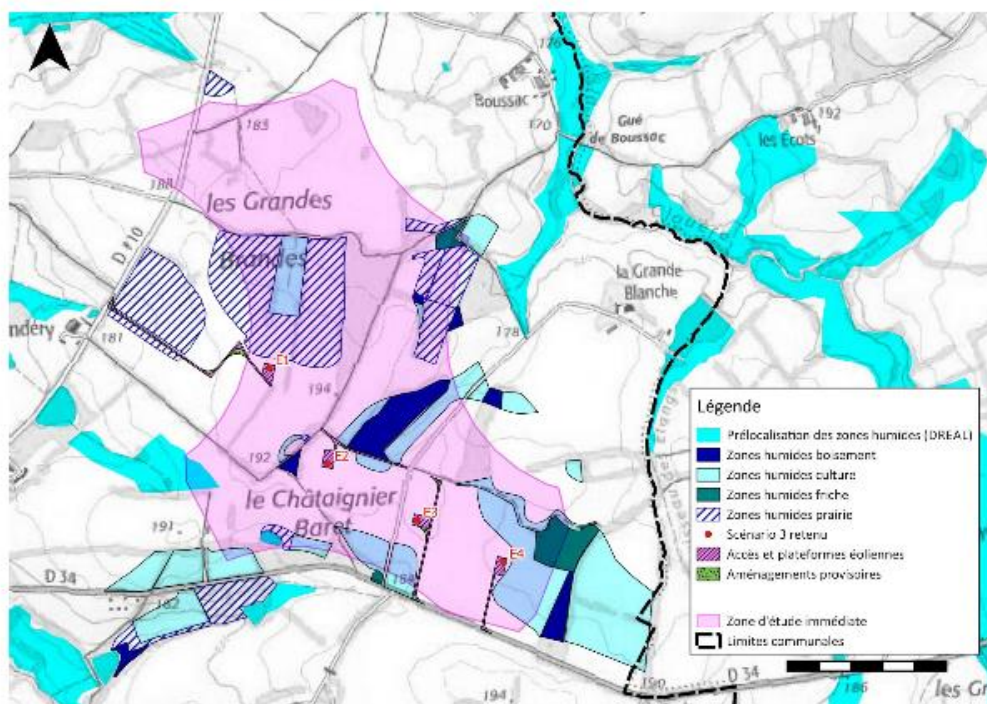 176
Boussac
183
170
Gué
de Boussac
192
les Écots
188
les Grandes
Brandes
D #10
la Grande
Blanche
178
181
E1
194
192
E2
le Châtaignier
Baret
E3
191
E4
D 34
184
182
190
D 34
194
186
les Gr
Légende
Prélocalisation des zones humides (DREAL)
Zones humides boisement
Zones humides culture
Zones humides friche
Zones humides prairie
Scénario 3 retenu
Accès et plateformes éoliennes
Aménagements provisoires
Zone d'étude immédiate
Limites communales